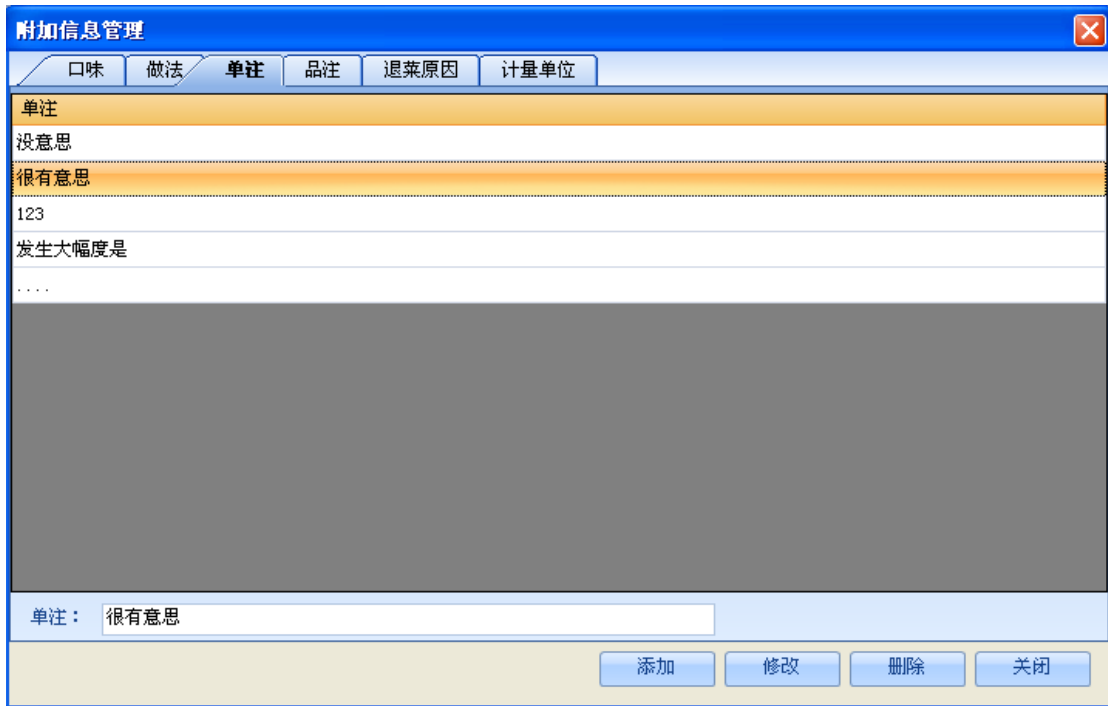 附加信息管理
口味 做法 单注 品注 退菜原因 计量单位
单注
没意思
很有意思
123
发生大幅度是
....
单注： 很有意思
添加 修改 删除 关闭